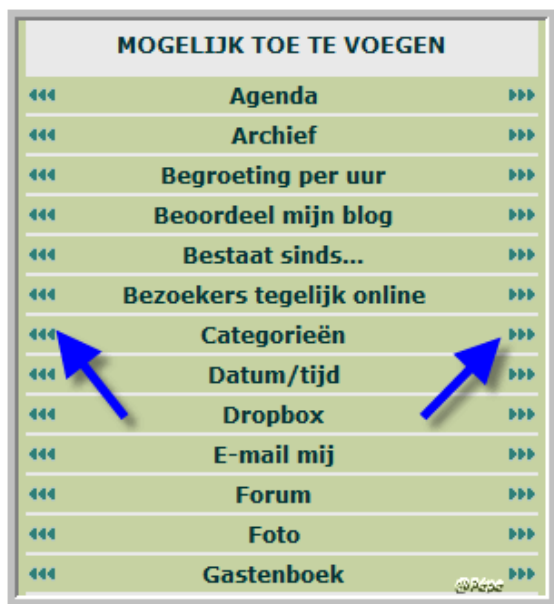 MOGELIJK TOE TE VOEGEN
Agenda
Archief
Begroeting per uur
Beoordeel mijn blog
Bestaat sinds...
Bezoekers tegelijk online
Categorieën
Datum/tijd
Dropbox
E-mail mij
Forum
Foto
Gastenboek
@Pépe